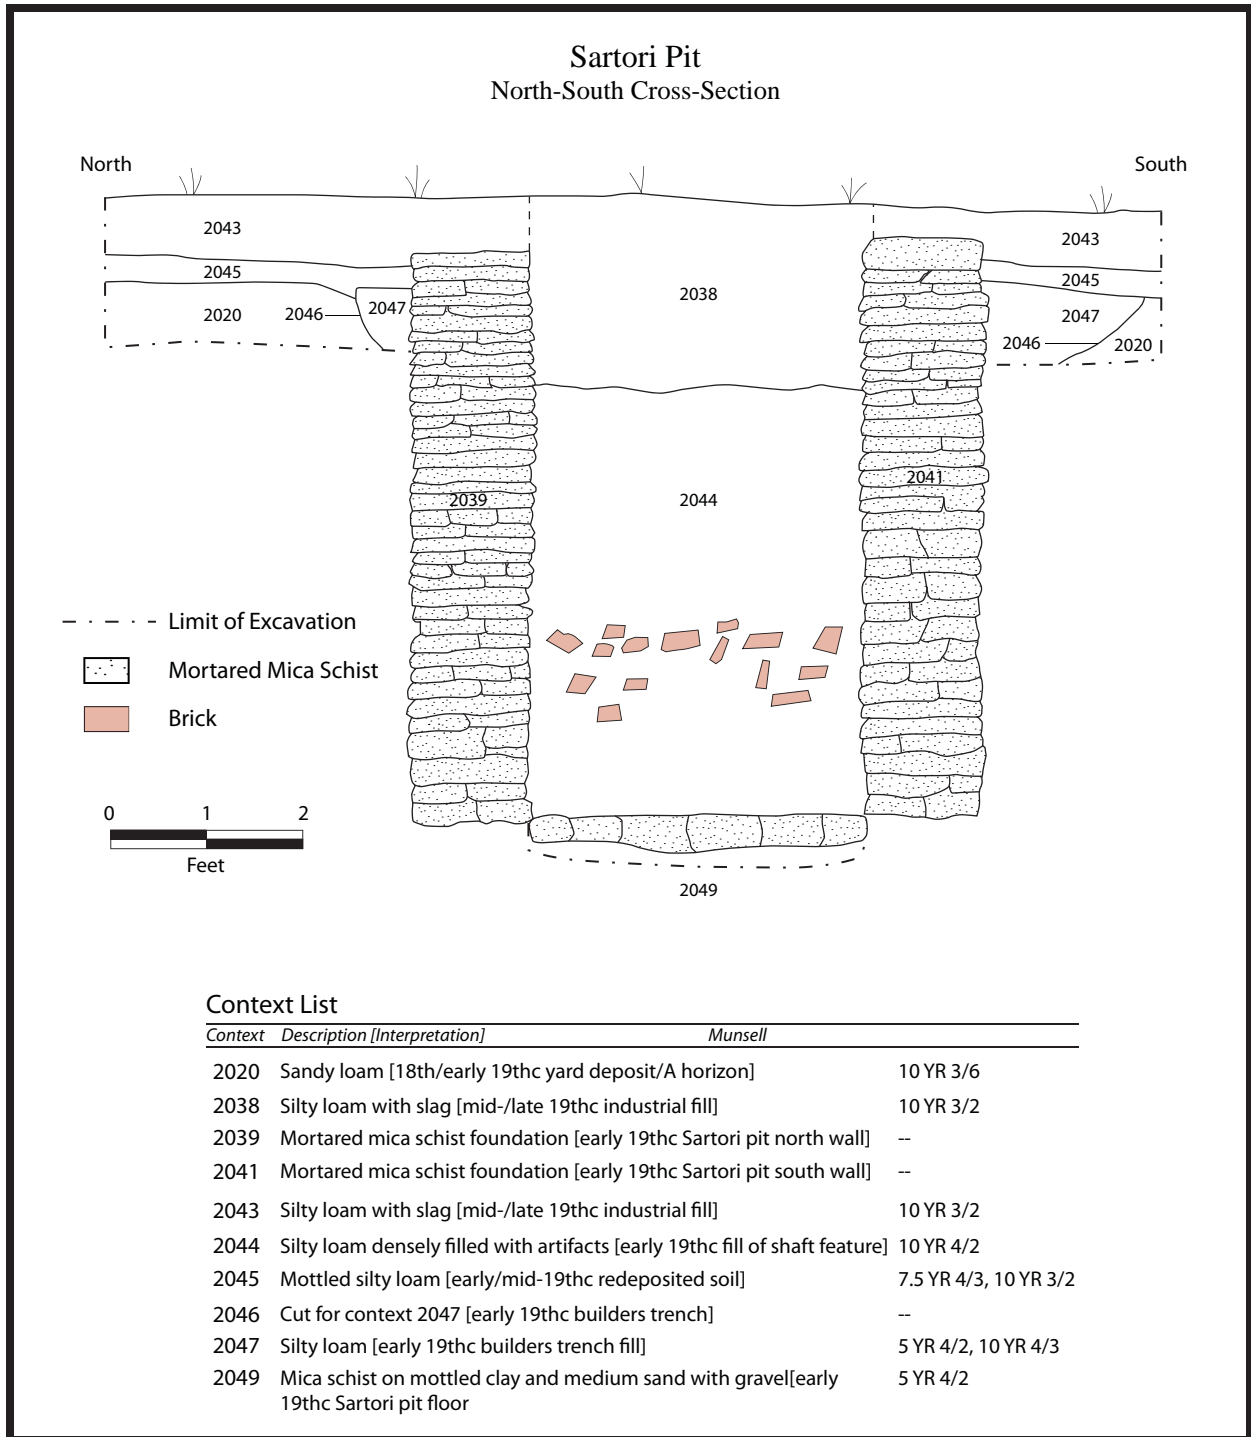 Sartori Pit
North-South Cross-Section
North
South
2043
2043
2045
2045
2038
2020
2046
2047
2047
2046
2020
2041
2039
2044
Limit of Excavation
Mortared Mica Schist
Brick
0 1 2
Feet
2049
Context List
Context Description [Interpretation] Munsell
2020 Sandy loam [18th/early 19thc yard deposit/A horizon] 10 YR 3/6
2038 Silty loam with slag [mid-/late 19thc industrial fill] 10 YR 3/2
2039 Mortared mica schist foundation [early 19thc Sartori pit north wall] --
2041 Mortared mica schist foundation [early 19thc Sartori pit south wall] --
2043 Silty loam with slag [mid-/late 19thc industrial fill] 10 YR 3/2
2044 Silty loam densely filled with artifacts [early 19thc fill of shaft feature] 10 YR 4/2
2045 Mottled silty loam [early/mid-19thc redeposited soil] 7.5 YR 4/3, 10 YR 3/2
2046 Cut for context 2047 [early 19thc builders trench] --
2047 Silty loam [early 19thc builders trench fill] 5 YR 4/2, 10 YR 4/3
2049 Mica schist on mottled clay and medium sand with gravel[early 5 YR 4/2
19thc Sartori pit floor